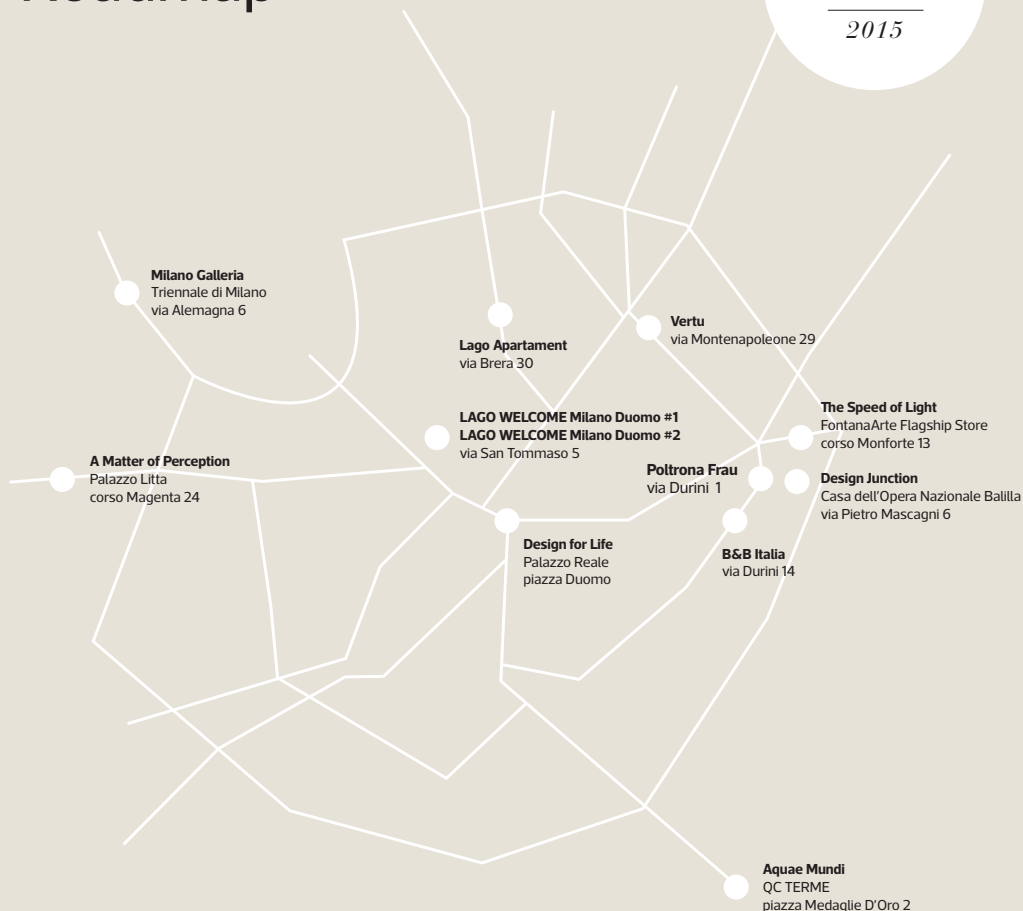 Roadmap
2015
Milano Galleria
Triennale di Milano
via Alemagna 6
Lago Apartament
via Brera 30
Vertu
via Montenapoleone 29
LAGO WELCOME Milano Duomo #1
LAGO WELCOME Milano Duomo #2
via San Tommaso 5
The Speed of Light
FontanaArte Flagship Store
corso Monforte 13
A Matter of Perception
Palazzo Litta
corso Magenta 24
Poltrona Frau
via Durini 1
Design Junction
Casa dell'Opera Nazionale Balilla
via Pietro Mascagni 6
Design for Life
Palazzo Reale
piazza Duomo
B&B Italia
via Durini 14
Aquae Mundi
QC TERME
piazza Medaglie D'Oro 2